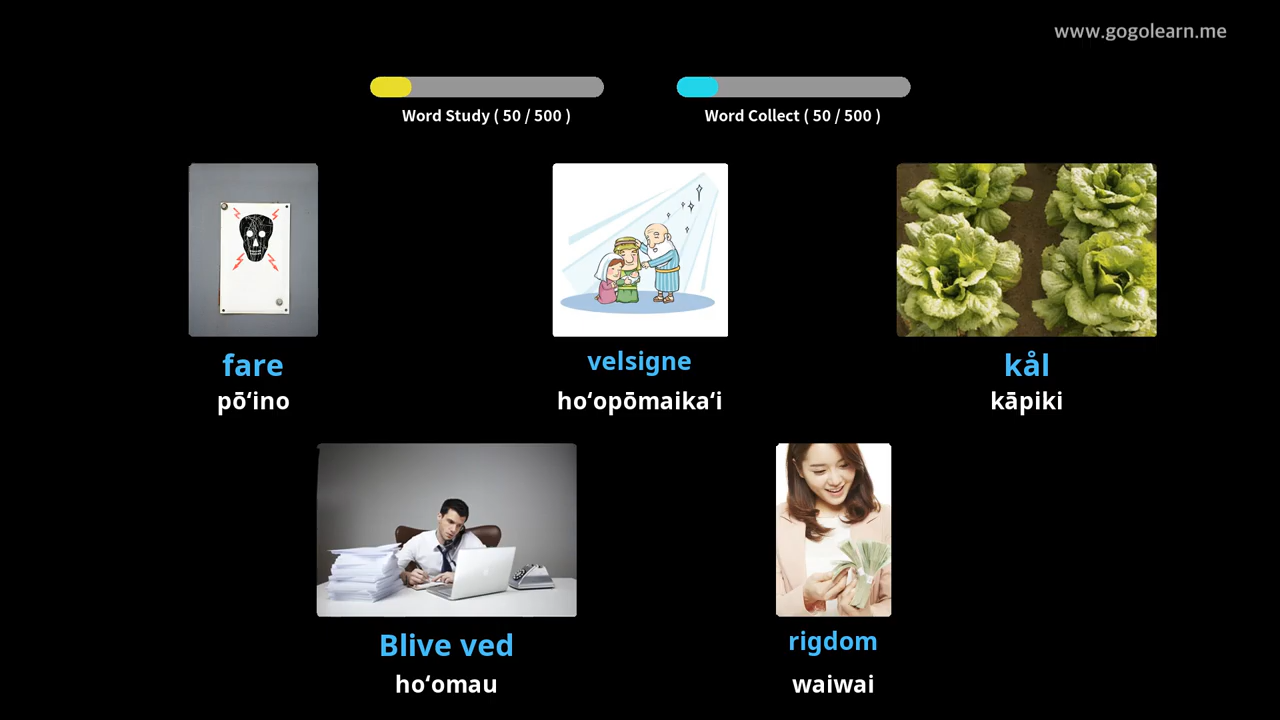 www.gogolearn.me
Word Study ( 50 / 500 )
Word Collect ( 50 / 500 )
fare
pōʻino
velsigne
hoʻopōmaikaʻi
kål
kāpiki
Blive ved
hoʻomau
rigdom
waiwai